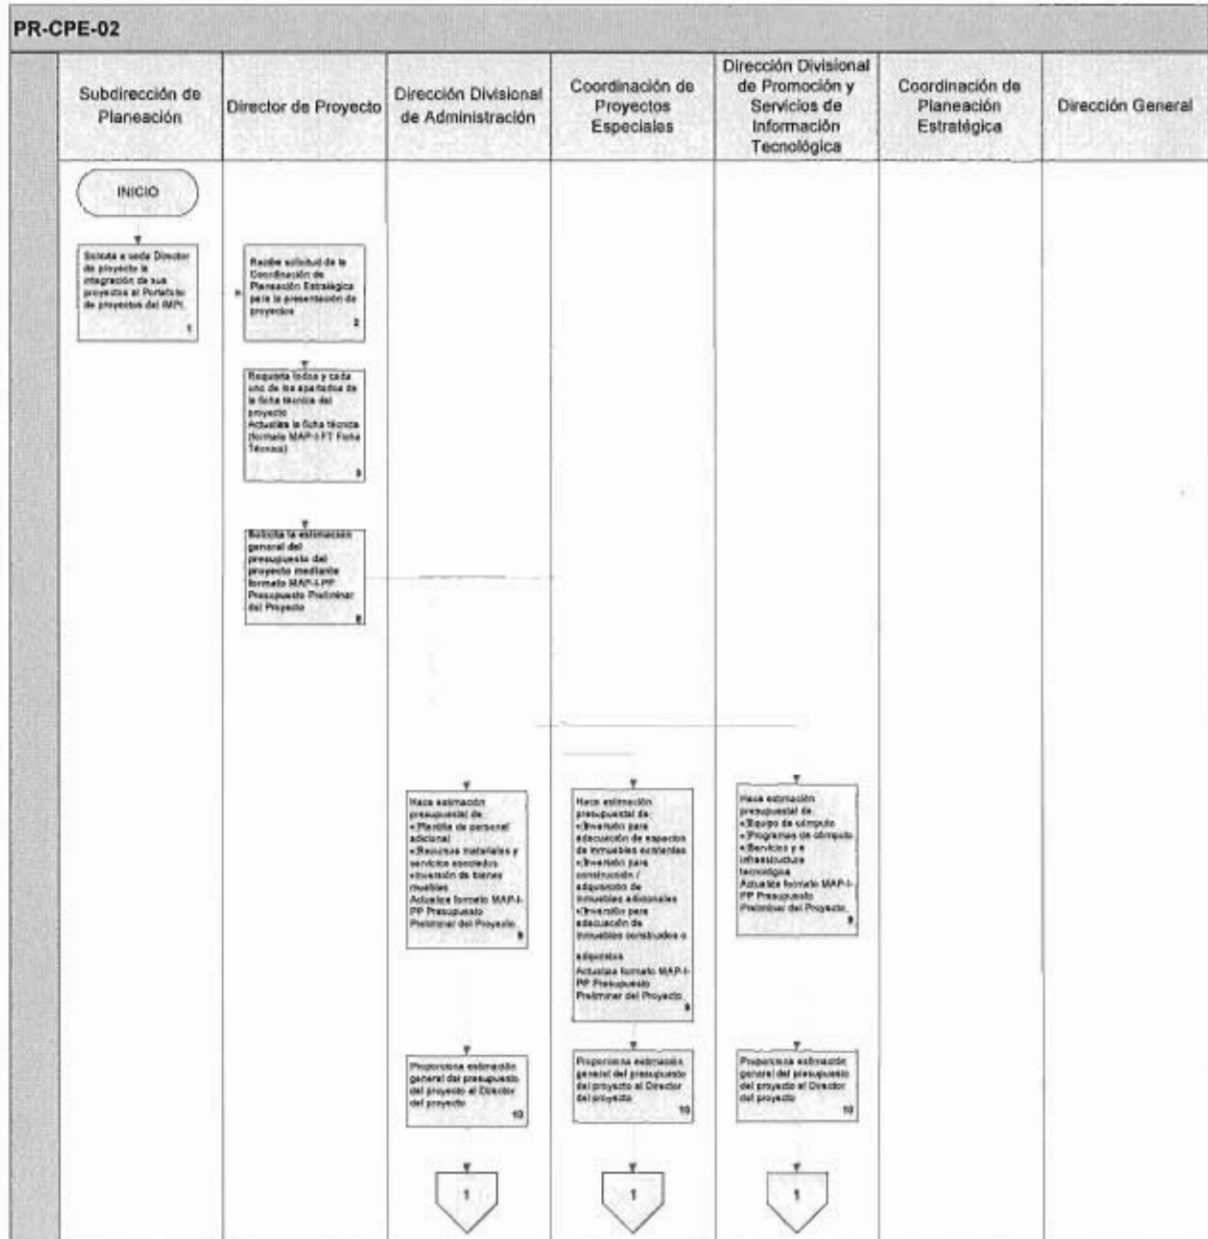 PR-CPE-02
Subdirección de
Planeación
Director de Proyecto
Dirección Divisional
de Administración
Coordinación de
Proyectos
Especiales
Dirección Divisional
de Promoción y
Servicios de
Información
Tecnológica
Coordinación de
Planeación
Estratégica
Dirección General
INICIO
Solicita a cada Director
de proyecto la
integración de sus
proyectos al Portafolio
de proyectos del IMPI.
1
Recibe solicitud de la
Coordinación de
Planeación Estratégica
para la presentación de
proyectos
2
Requisita todos y cada
uno de los apartados de
la ficha técnica del
proyecto
Actualiza la ficha técnica
(formato MAP-I-FT Ficha
Técnica)
3
Solicita la estimación
general del
presupuesto del
proyecto mediante
formato MAP-I-PP
Presupuesto Preliminar
del Proyecto
8
Hace estimación
presupuestal de:
Plantilla de personal
adicional
Recursos materiales y
servicios asociados
Inversión de bienes
muebles
Actualiza formato MAP-I-
PP Presupuesto
Preliminar del Proyecto.
9
Hace estimación
presupuestal de:
Inversión para
adecuación de espacios
de inmuebles existentes
Inversión para
construcción /
adquisición de
inmuebles adicionales
Inversión para
adecuación de
inmuebles construidos o
adquiridos
Actualiza formato MAP-I-
PP Presupuesto
Preliminar del Proyecto.
9
Hace estimación
presupuestal de:
Equipo de cómputo
Programas de cómputo
Servicios y e
infraestructura
tecnológica
Actualiza formato MAP-I-
PP Presupuesto
Preliminar del Proyecto.
9
Proporciona estimación
general del presupuesto
del proyecto al Director
del proyecto
10
Proporciona estimación
general del presupuesto
del proyecto al Director
del proyecto
10
Proporciona estimación
general del presupuesto
del proyecto al Director
del proyecto
10
1
1
1